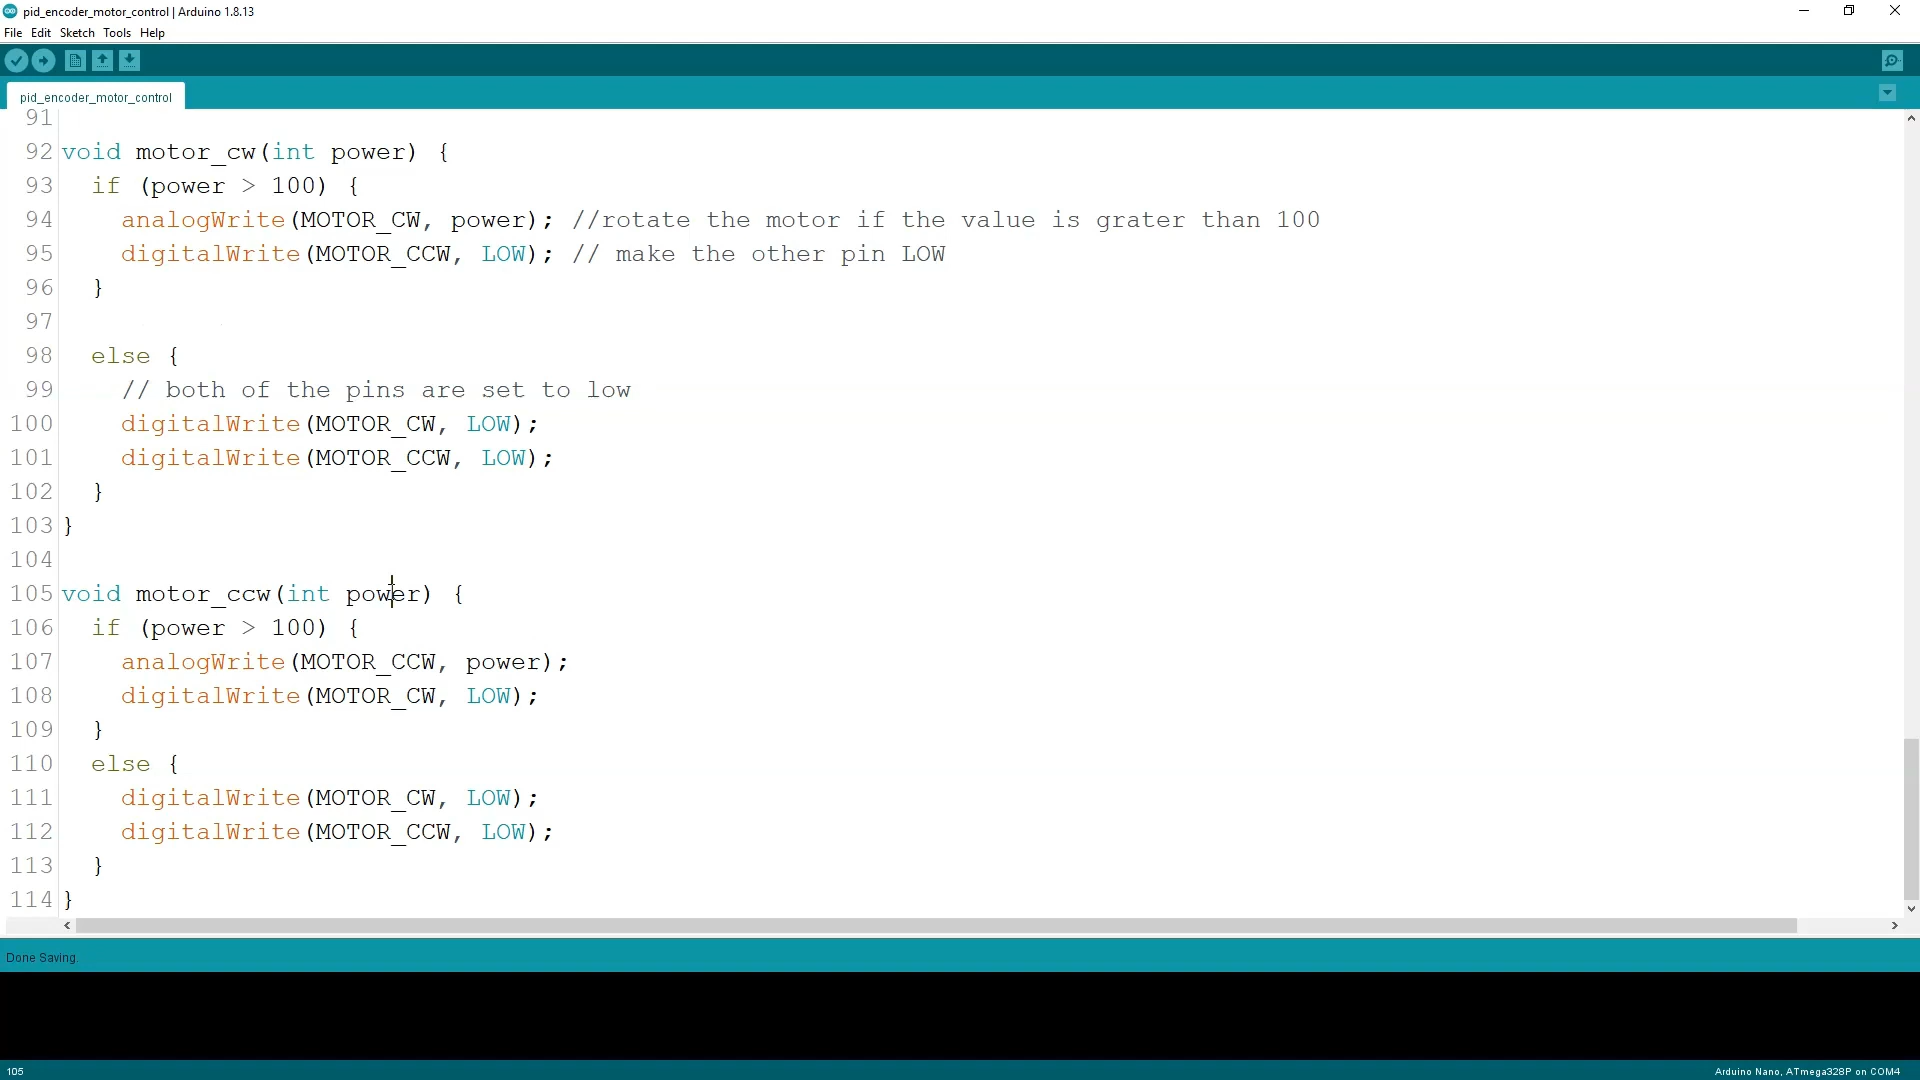 pid_encoder_motor_control | Arduino 1.8.13
File Edit Sketch Tools Help
pid_encoder_motor_control
91
92 void motor_cw(int power) {
93   if (power > 100) {
94     analogWrite(MOTOR_CW, power); //rotate the motor if the value is grater than 100
95     digitalWrite(MOTOR_CCW, LOW); // make the other pin LOW
96   }
97
98   else {
99     // both of the pins are set to low
100     digitalWrite(MOTOR_CW, LOW);
101     digitalWrite(MOTOR_CCW, LOW);
102   }
103 }
104
105 void motor_ccw(int power) {
106   if (power > 100) {
107     analogWrite(MOTOR_CCW, power);
108     digitalWrite(MOTOR_CW, LOW);
109   }
110   else {
111     digitalWrite(MOTOR_CW, LOW);
112     digitalWrite(MOTOR_CCW, LOW);
113   }
114 }
Done Saving.
105 Arduino Nano, ATmega328P on COM4